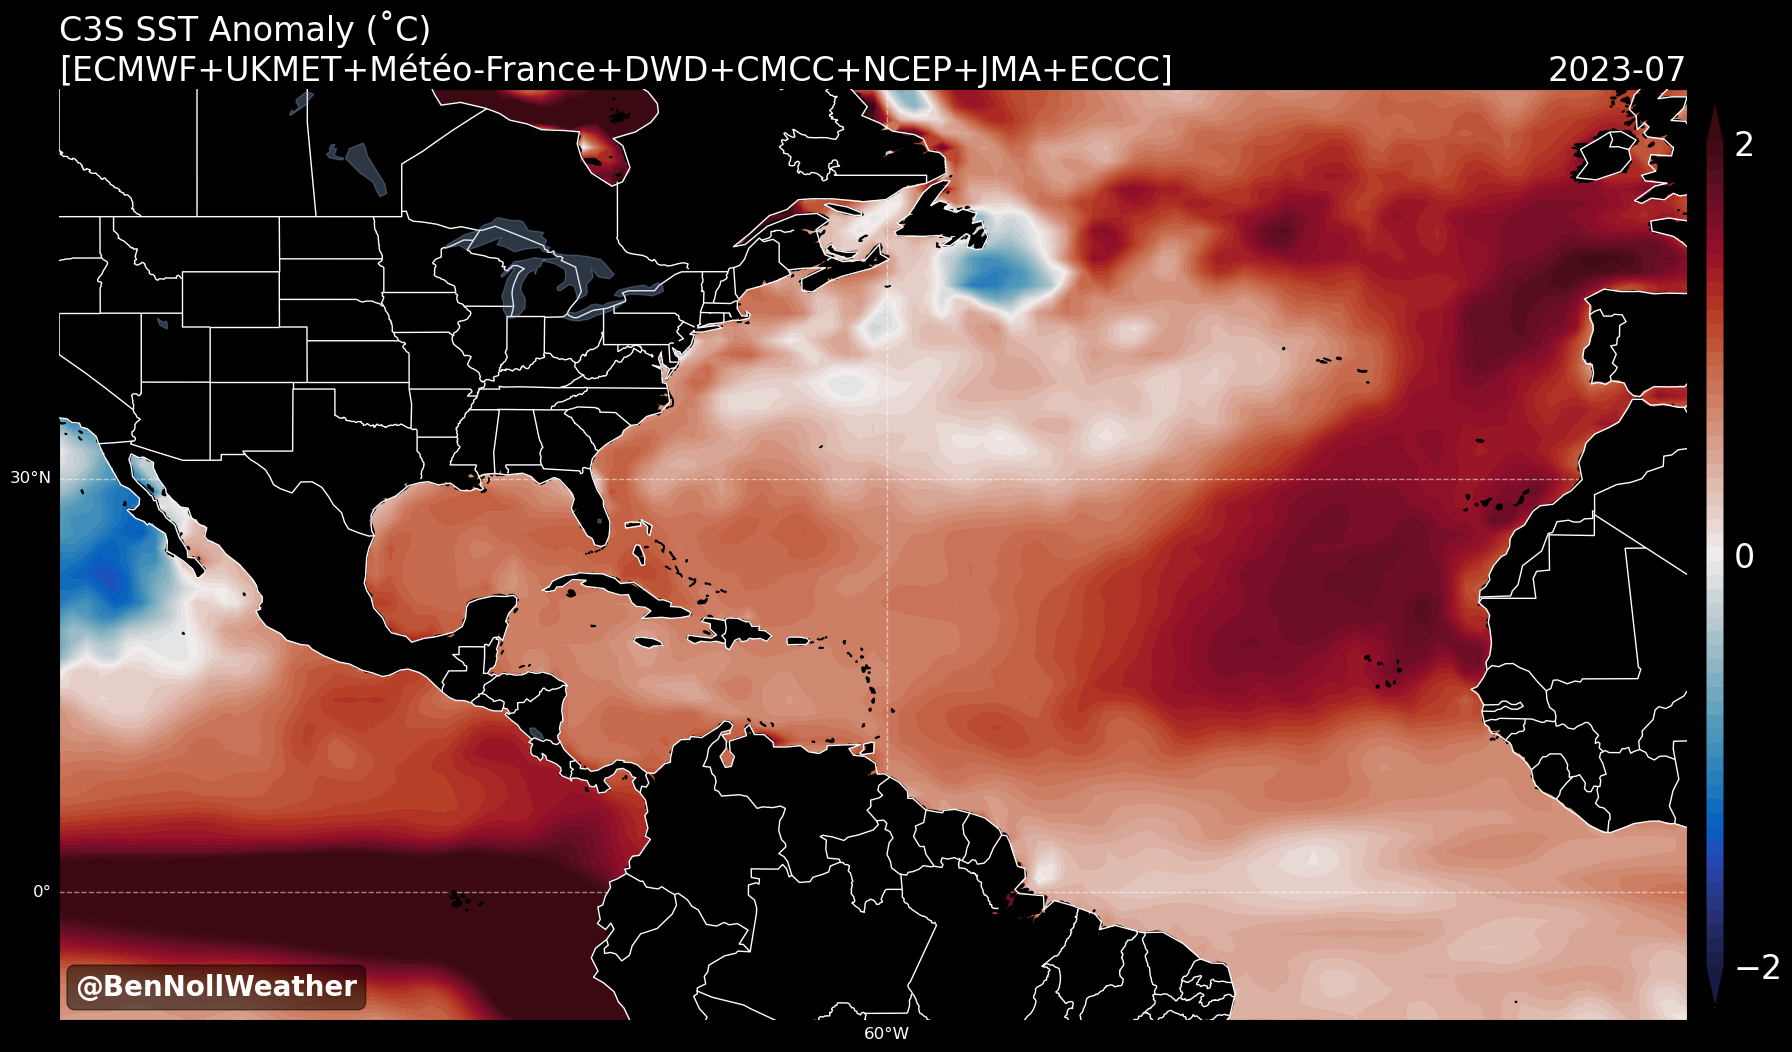 C3S SST Anomaly (˚C)
[ECMWF+UKMET+Météo-France+DWD+CMCC+NCEP+JMA+ECCC]
2023-07
2
0
−2
30°N
0°
60°W
@BenNollWeather